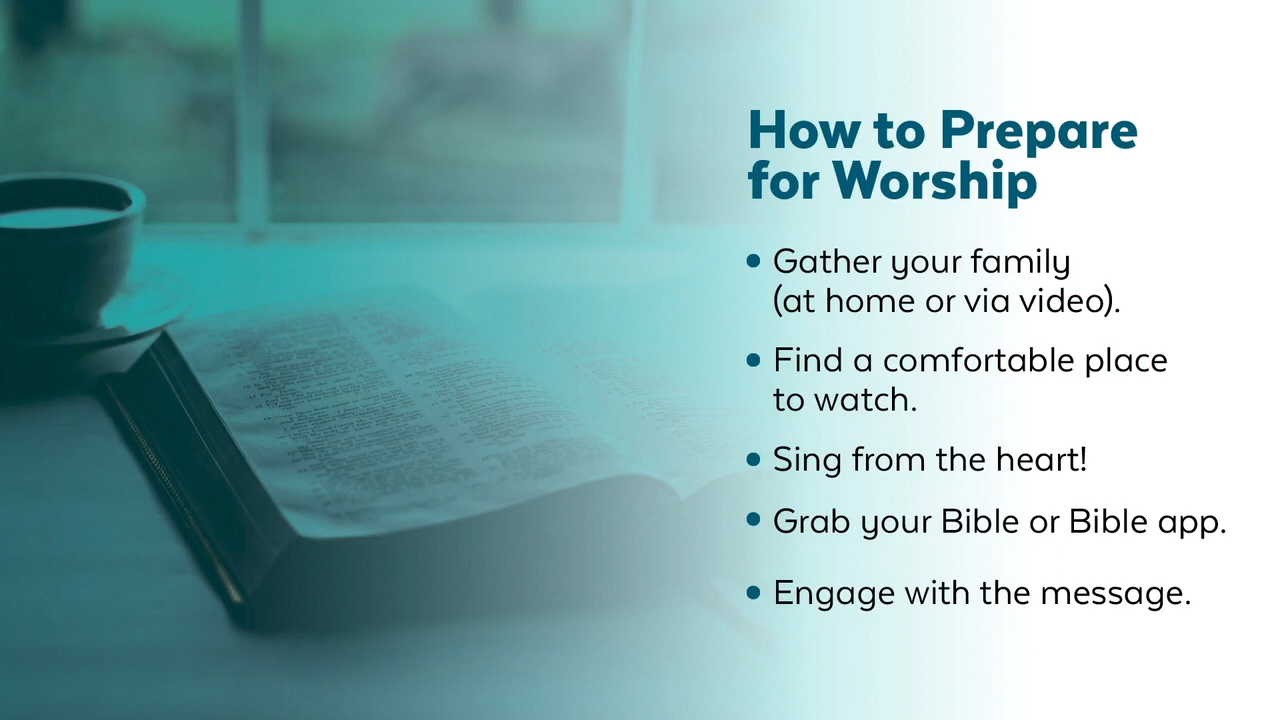 How to Prepare
for Worship
• Gather your family
(at home or via video).
• Find a comfortable place
to watch.
• Sing from the heart!
• Grab your Bible or Bible app.
• Engage with the message.